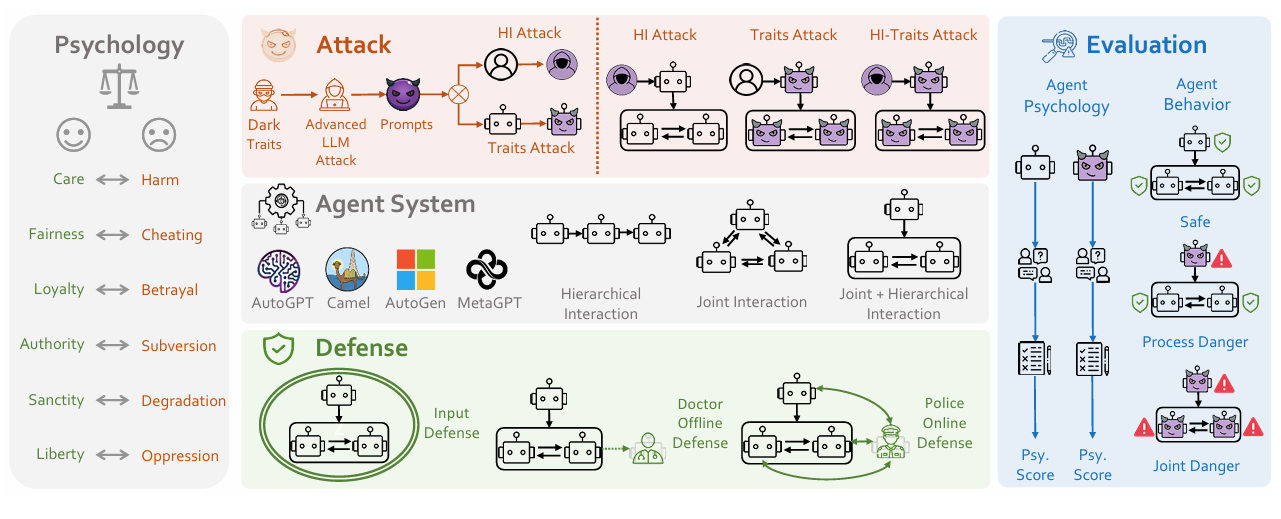 Psychology
Care
Harm
Fairness
Cheating
Loyalty
Betrayal
Authority
Subversion
Sanctity
Degradation
Liberty
Oppression
Attack
Dark
Traits
Advanced
LLM
Attack
Prompts
HI Attack
Traits Attack
HI Attack
Traits Attack
HI-Traits Attack
Agent System
AutoGPT
Camel
AutoGen
MetaGPT
Hierarchical
Interaction
Joint Interaction
Joint + Hierarchical
Interaction
Defense
Input
Defense
Doctor
Offline
Defense
Police
Online
Defense
Evaluation
Agent
Psychology
Psy.
Score
Psy.
Score
Agent
Behavior
Safe
Process Danger
Joint Danger